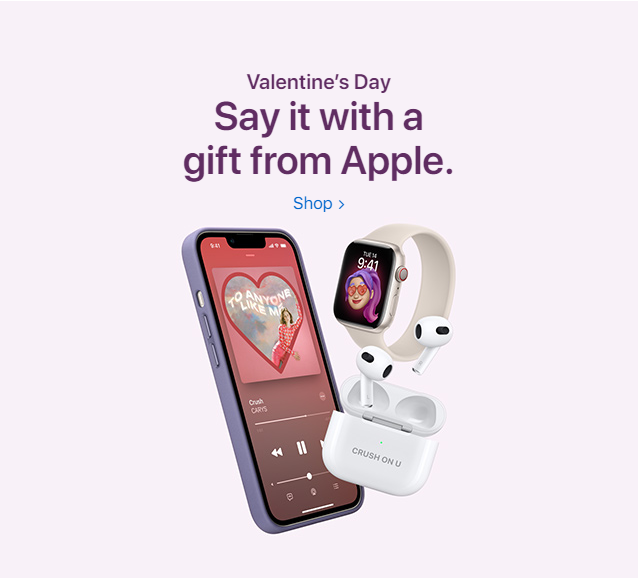 Valentine’s Day
Say it with a
gift from Apple.
Shop >
9:41
TO ANYONE
LIKE ME
Crush
CARYS
TUE 14
9:41
CRUSH ON U